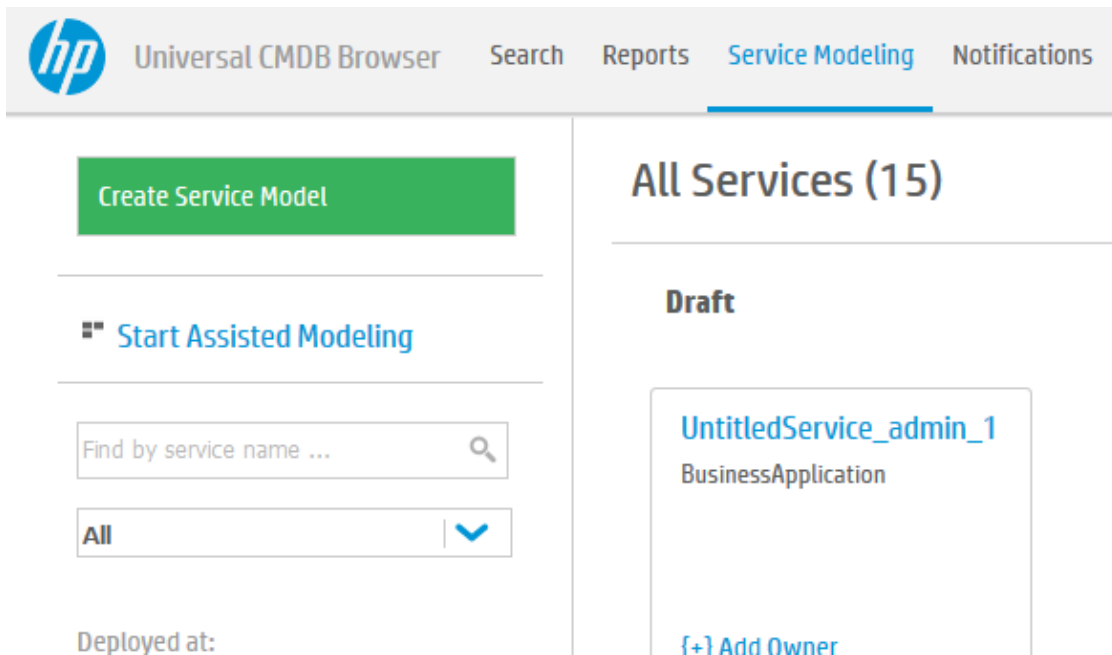 hp Universal CMDB Browser Search Reports Service Modeling Notifications
Create Service Model
Start Assisted Modeling
Find by service name ...
All
Deployed at:
All Services (15)
Draft
UntitledService_admin_1
BusinessApplication
{+} Add Owner